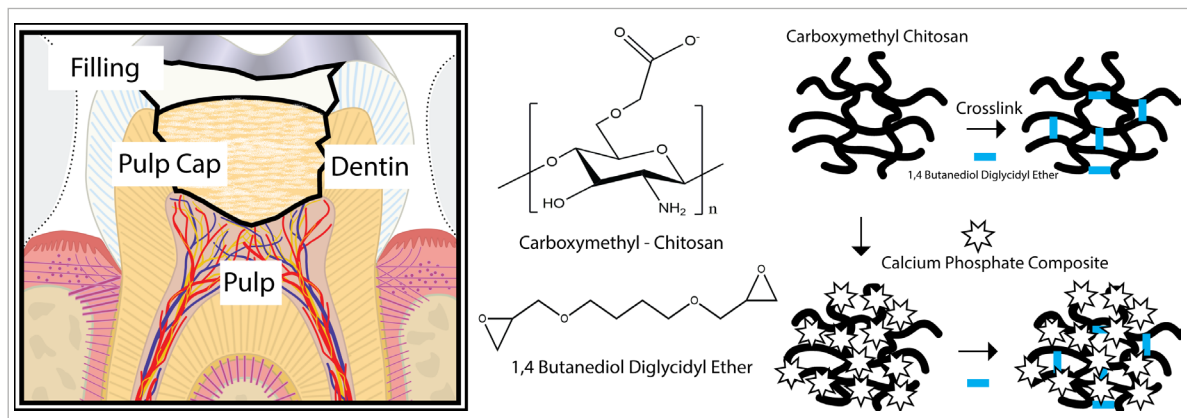 Filling
Pulp Cap
Dentin
Pulp
O
O-
O
O
O
O
HO
NH2
n
Carboxymethyl - Chitosan
O
O
O
O
1,4 Butanediol Diglycidyl Ether
Carboxymethyl Chitosan
Crosslink
1,4 Butanediol Diglycidyl Ether
Calcium Phosphate Composite